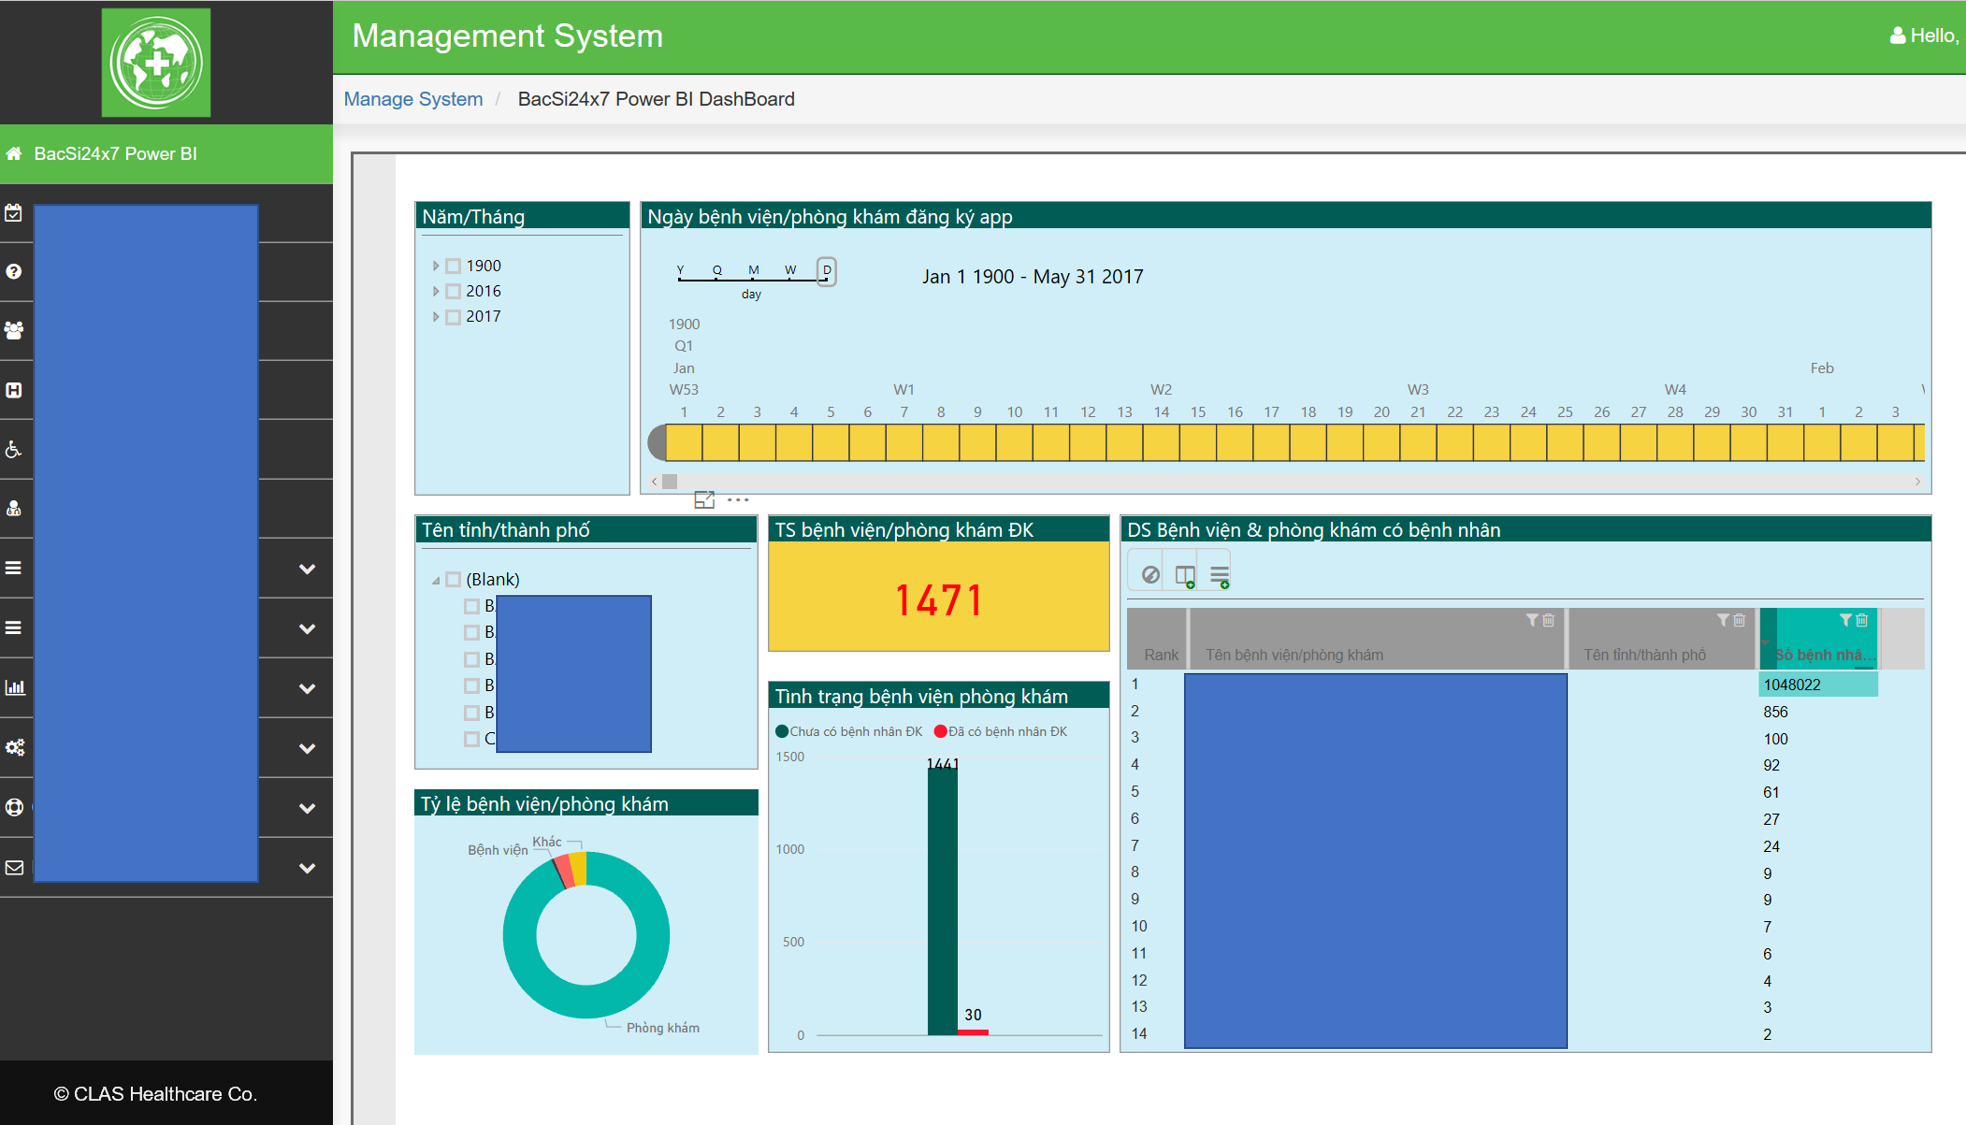 Management System
Hello,
Manage System / BacSi24x7 Power BI DashBoard
BacSi24x7 Power BI
Năm/Tháng
1900
2016
2017
Ngày bệnh viện/phòng khám đăng ký app
Y Q M W D
day
Jan 1 1900 - May 31 2017
1900
Q1
Jan Feb
W53 W1 W2 W3 W4
1 2 3 4 5 6 7 8 9 10 11 12 13 14 15 16 17 18 19 20 21 22 23 24 25 26 27 28 29 30 31 1 2 3
Tên tỉnh/thành phố
(Blank)
B
B
B
B
B
C
TS bệnh viện/phòng khám ĐK
1471
Tình trạng bệnh viện phòng khám
Chưa có bệnh nhân ĐK Đã có bệnh nhân ĐK
1500
1441
1000
500
30
0
Tỷ lệ bệnh viện/phòng khám
Khác
Bệnh viện
Phòng khám
DS Bệnh viện & phòng khám có bệnh nhân
Rank Tên bệnh viện/phòng khám Tên tỉnh/thành phố Số bệnh nhâ...
1 1048022
2 856
3 100
4 92
5 61
6 27
7 24
8 9
9 9
10 7
11 6
12 4
13 3
14 2
© CLAS Healthcare Co.